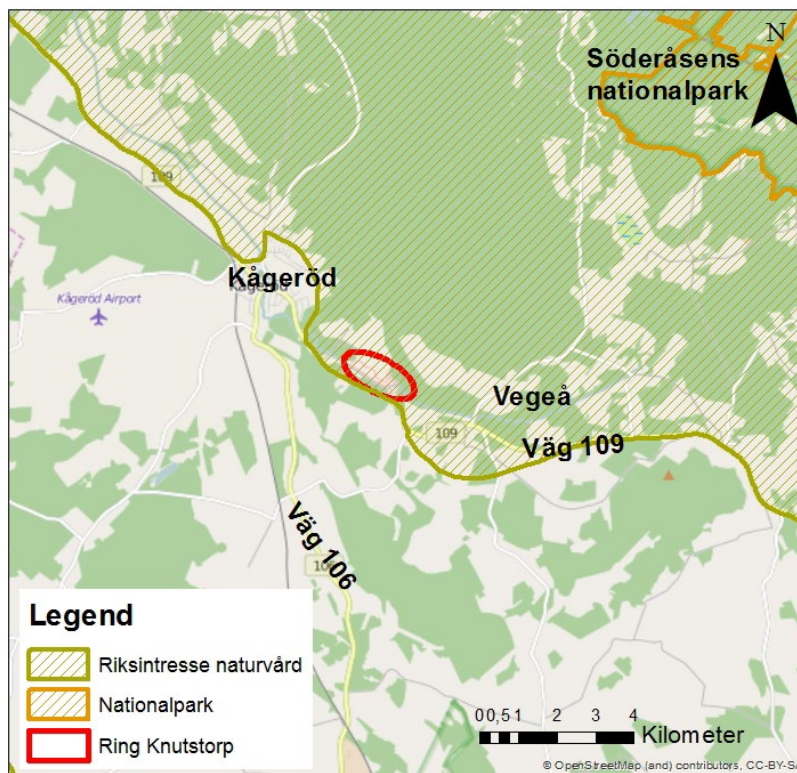 N
Söderåsens
nationalpark
109
Kågeröd
Kågeröd
Kågeröd Airport
Vegeå
109
Väg 109
Väg 106
Legend
Riksintresse naturvård
Nationalpark
Ring Knutstorp
0 0,5 1 2 3 4
Kilometer
© OpenStreetMap (and) contributors, CC-BY-SA